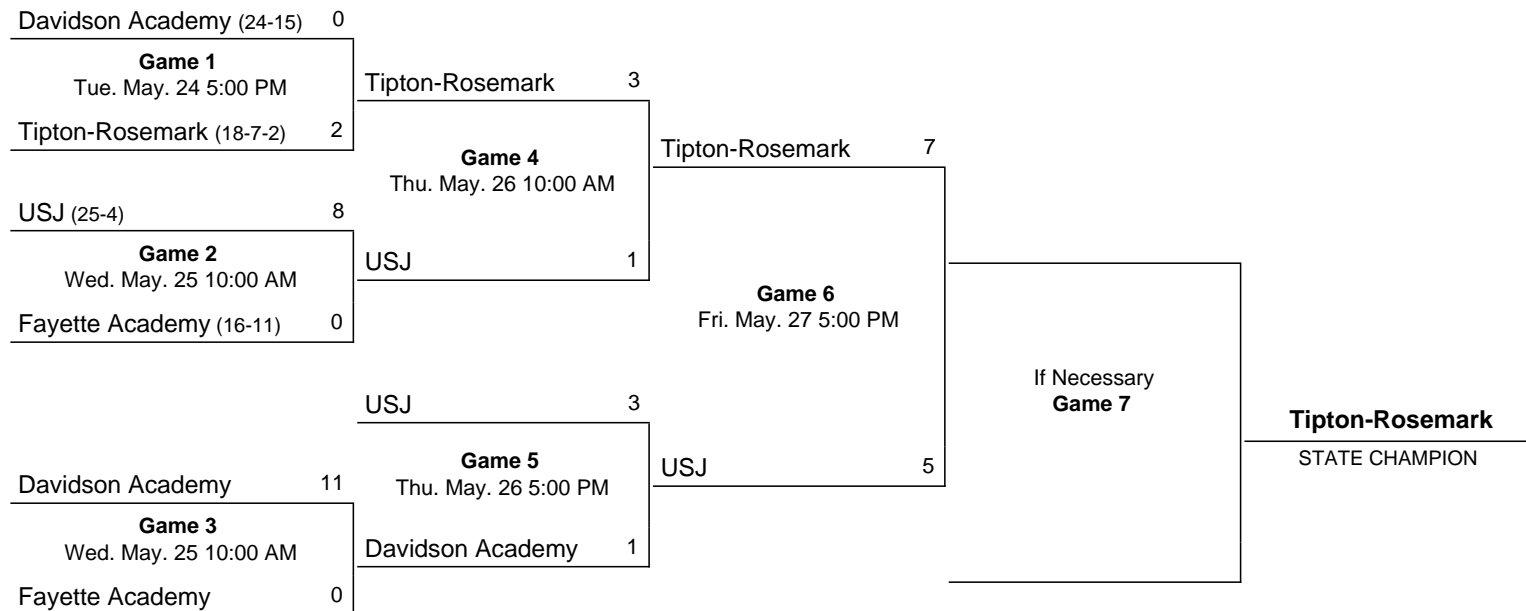 Davidson Academy (24-15) 0
Game 1
Tue. May. 24 5:00 PM
Tipton-Rosemark (18-7-2) 2
USJ (25-4) 8
Game 2
Wed. May. 25 10:00 AM
Fayette Academy (16-11) 0
Davidson Academy 11
Game 3
Wed. May. 25 10:00 AM
Fayette Academy 0
Tipton-Rosemark 3
Game 4
Thu. May. 26 10:00 AM
USJ 1
USJ 3
Game 5
Thu. May. 26 5:00 PM
Davidson Academy 1
Tipton-Rosemark 7
Game 6
Fri. May. 27 5:00 PM
USJ 5
If Necessary
Game 7
Tipton-Rosemark
STATE CHAMPION